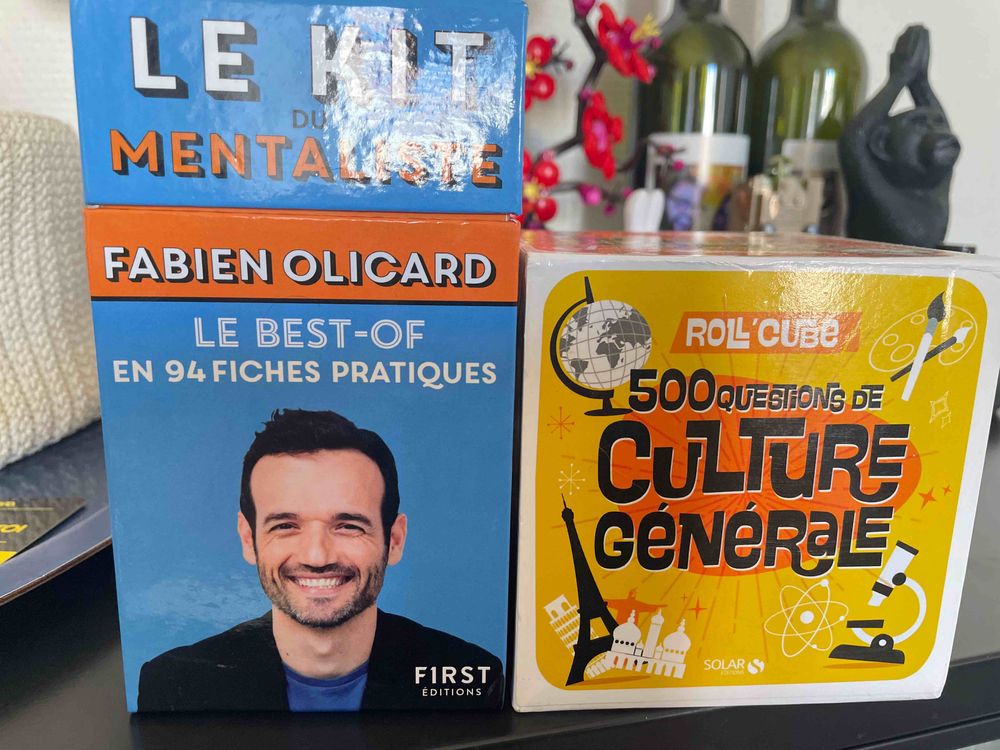 LE KIT
DU
MENTALISTE
FABIEN OLICARD
LE BEST-OF
EN 94 FICHES PRATIQUES
F1RST
ÉDITIONS
ROLL'CUBE
500 QUESTIONS DE
CULTURE
GÉNÉRALE
SOLAR
ÉDITIONS